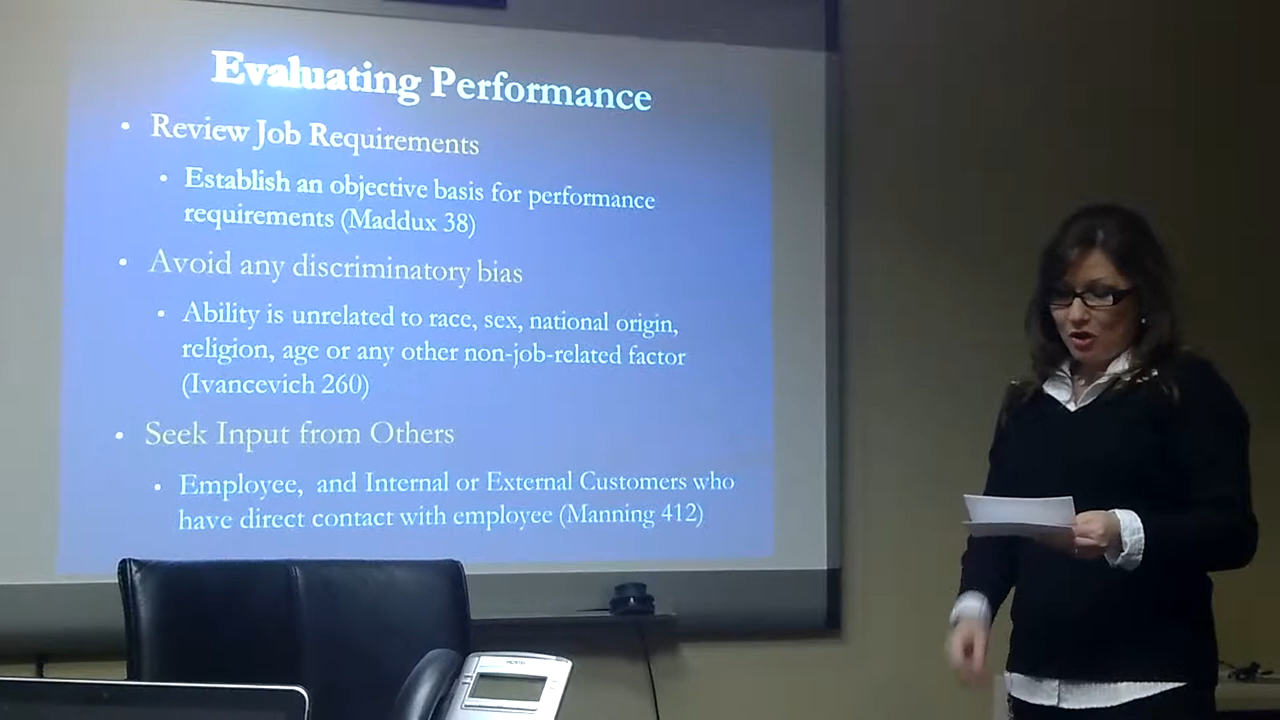 Evaluating Performance
• Review Job Requirements
• Establish an objective basis for performance
requirements (Maddux 38)
• Avoid any discriminatory bias
• Ability is unrelated to race, sex, national origin,
religion, age or any other non-job-related factor
(Ivancevich 260)
• Seek Input from Others
• Employee, and Internal or External Customers who
have direct contact with employee (Manning 412)